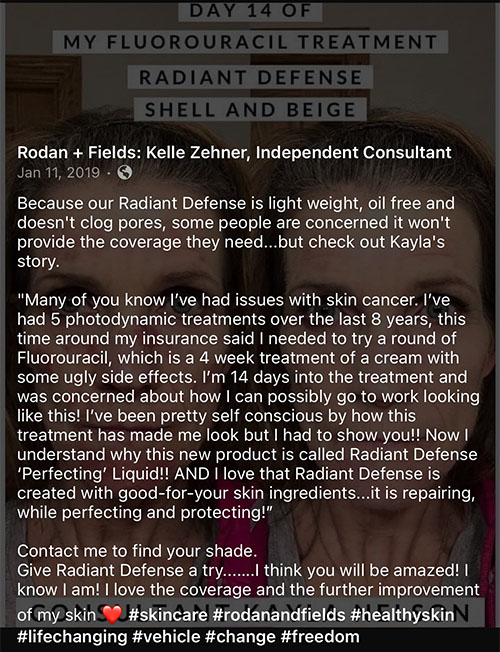 DAY 14 OF
MY FLUOROURACIL TREATMENT
RADIANT DEFENSE
SHELL AND BEIGE
Rodan + Fields: Kelle Zehner, Independent Consultant
Jan 11, 2019 ·
Because our Radiant Defense is light weight, oil free and
doesn't clog pores, some people are concerned it won't
provide the coverage they need...but check out Kayla's
story.
"Many of you know I’ve had issues with skin cancer. I’ve
had 5 photodynamic treatments over the last 8 years, this
time around my insurance said I needed to try a round of
Fluorouracil, which is a 4 week treatment of a cream with
some ugly side effects. I’m 14 days into the treatment and
was concerned about how I can possibly go to work looking
like this! I’ve been pretty self conscious by how this
treatment has made me look but I had to show you!! Now I
understand why this new product is called Radiant Defense
‘Perfecting’ Liquid!! AND I love that Radiant Defense is
created with good-for-your skin ingredients...it is repairing,
while perfecting and protecting!”
Contact me to find your shade.
Give Radiant Defense a try.......I think you will be amazed! I
know I am! I love the coverage and the further improvement
of my skin ❤️ #skincare #rodanandfields #healthyskin
#lifechanging #vehicle #change #freedom
CONSULTANT KAYLA NELSON